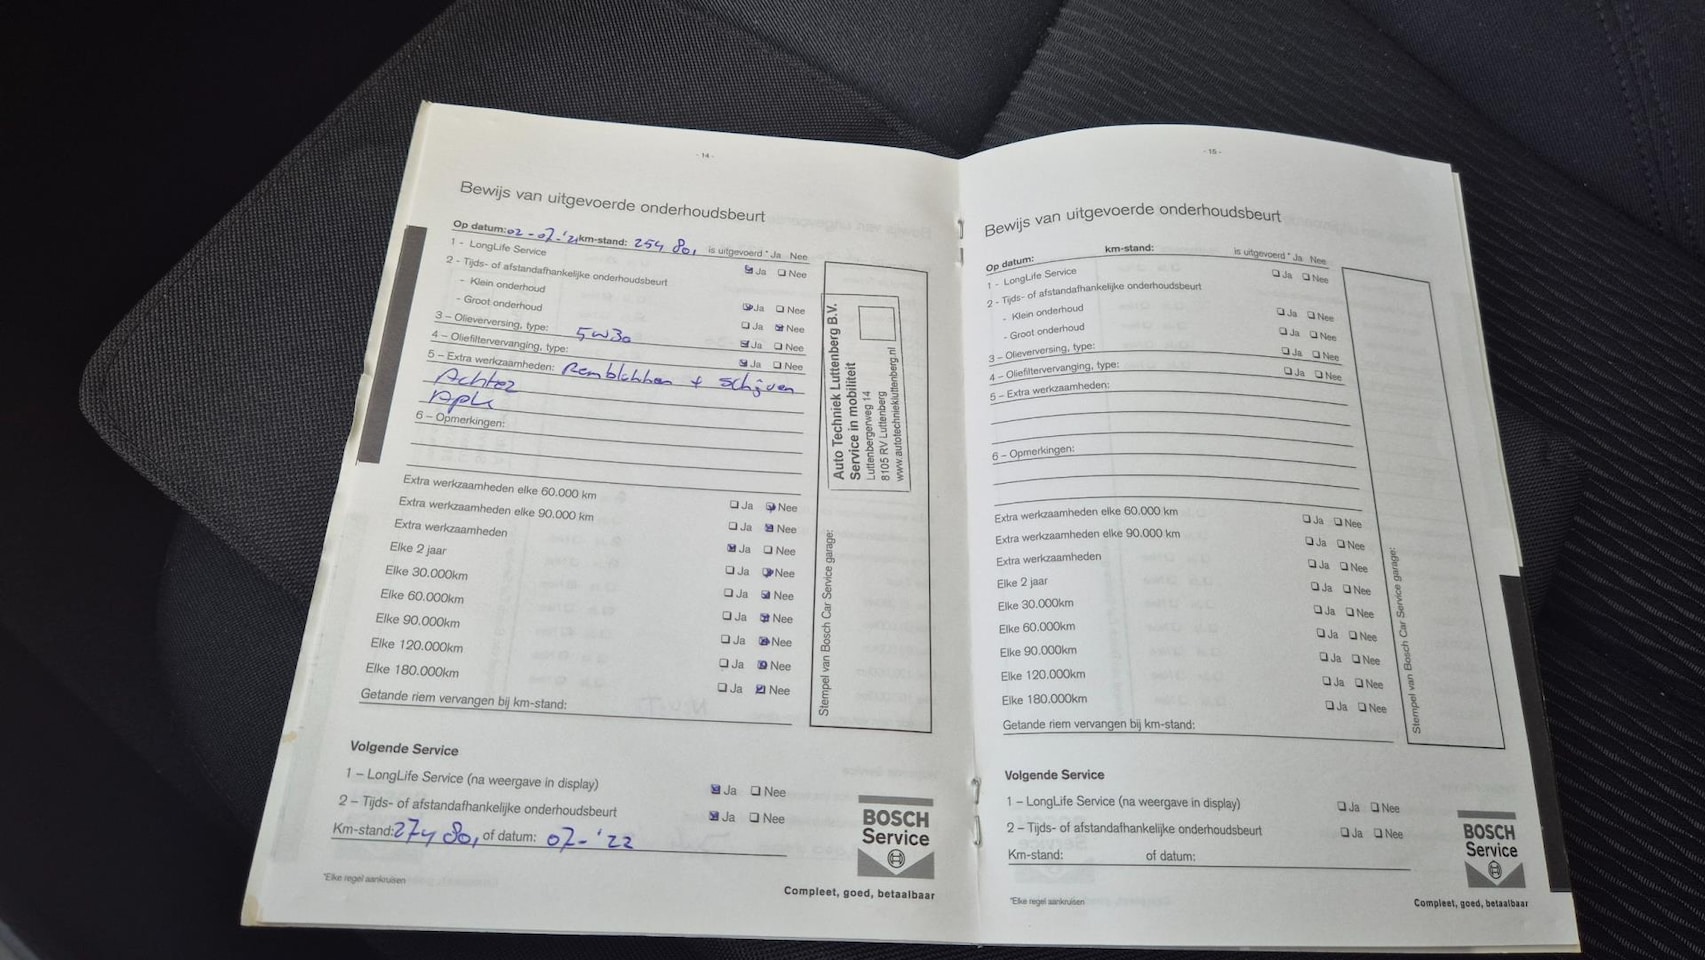 - 14 -
Bewijs van uitgevoerde onderhoudsbeurt
Op datum: 02-07-'21 km-stand: 254 80, is uitgevoerd * Ja Nee
1 - LongLife Service Ja Nee
2 - Tijds- of afstandafhankelijke onderhoudsbeurt
- Klein onderhoud Ja Nee
- Groot onderhoud Ja Nee
3 – Olieverversing, type: 5w30 Ja Nee
4 – Oliefiltervervanging, type: Ja Nee
5 – Extra werkzaamheden: Remblokken + schijven
Achter
Apk
6 – Opmerkingen:
Extra werkzaamheden elke 60.000 km Ja Nee
Extra werkzaamheden elke 90.000 km Ja Nee
Extra werkzaamheden Ja Nee
Elke 2 jaar Ja Nee
Elke 30.000km Ja Nee
Elke 60.000km Ja Nee
Elke 90.000km Ja Nee
Elke 120.000km Ja Nee
Elke 180.000km Ja Nee
Getande riem vervangen bij km-stand:
Auto Techniek Luttenberg B.V.
Service in mobiliteit
Luttenbergerweg 14
8105 RV Luttenberg
www.autotechniekluttenberg.nl
Stempel van Bosch Car Service garage:
Volgende Service
1 – LongLife Service (na weergave in display) Ja Nee
2 – Tijds- of afstandafhankelijke onderhoudsbeurt Ja Nee
Km-stand: 274 80, of datum: 07-'22
*Elke regel aankruisen
BOSCH
Service
Compleet, goed, betaalbaar
- 15 -
Bewijs van uitgevoerde onderhoudsbeurt
Op datum: km-stand: is uitgevoerd * Ja Nee
1 - LongLife Service Ja Nee
2 - Tijds- of afstandafhankelijke onderhoudsbeurt
- Klein onderhoud Ja Nee
- Groot onderhoud Ja Nee
3 – Olieverversing, type: Ja Nee
4 – Oliefiltervervanging, type: Ja Nee
5 – Extra werkzaamheden:
6 – Opmerkingen:
Extra werkzaamheden elke 60.000 km Ja Nee
Extra werkzaamheden elke 90.000 km Ja Nee
Extra werkzaamheden Ja Nee
Elke 2 jaar Ja Nee
Elke 30.000km Ja Nee
Elke 60.000km Ja Nee
Elke 90.000km Ja Nee
Elke 120.000km Ja Nee
Elke 180.000km Ja Nee
Getande riem vervangen bij km-stand:
Stempel van Bosch Car Service garage:
Volgende Service
1 – LongLife Service (na weergave in display) Ja Nee
2 – Tijds- of afstandafhankelijke onderhoudsbeurt Ja Nee
Km-stand: of datum:
*Elke regel aankruisen
BOSCH
Service
Compleet, goed, betaalbaar